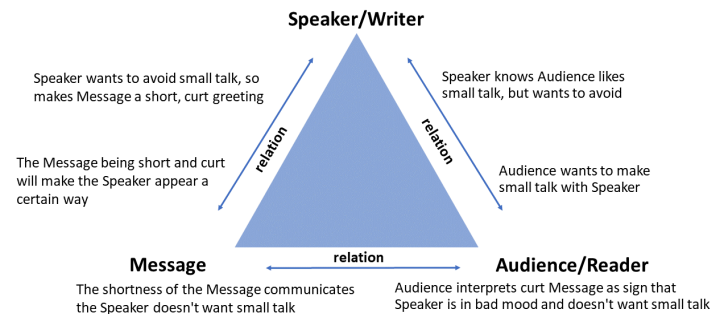 Speaker/Writer
Speaker wants to avoid small talk, so
makes Message a short, curt greeting
Speaker knows Audience likes
small talk, but wants to avoid
relation
relation
The Message being short and curt
will make the Speaker appear a
certain way
Audience wants to make
small talk with Speaker
relation
Message
Audience/Reader
The shortness of the Message communicates
the Speaker doesn't want small talk
Audience interprets curt Message as sign that
Speaker is in bad mood and doesn't want small talk